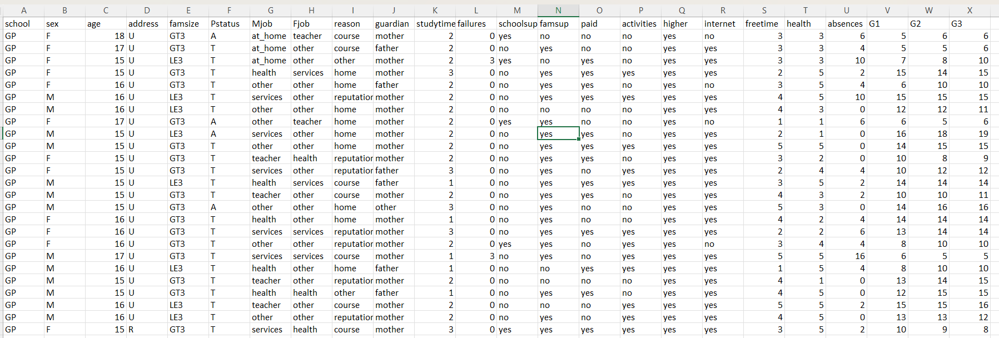 A B C D E F G H I J K L M N O P Q R S T U V W X
school sex age address famsize Pstatus Mjob Fjob reason guardian studytime failures schoolsup famsup paid activities higher internet freetime health absences G1 G2 G3
GP F 18 U GT3 A at_home teacher course mother 2 0 yes no no no yes no 3 3 6 5 6 6
GP F 17 U GT3 T at_home other course father 2 0 no yes no no yes yes 3 3 4 5 5 6
GP F 15 U LE3 T at_home other other mother 2 3 yes no yes no yes yes 3 3 10 7 8 10
GP F 15 U GT3 T health services home mother 3 0 no yes yes yes yes yes 2 5 2 15 14 15
GP F 16 U GT3 T other other home father 2 0 no yes yes no yes no 3 5 4 6 10 10
GP M 16 U LE3 T services other reputation mother 2 0 no yes yes yes yes yes 4 5 10 15 15 15
GP M 16 U LE3 T other other home mother 2 0 no no no no yes yes 4 3 0 12 12 11
GP F 17 U GT3 A other teacher home mother 2 0 yes yes no no yes no 1 1 6 6 5 6
GP M 15 U LE3 A services other home mother 2 0 no yes yes no yes yes 2 1 0 16 18 19
GP M 15 U GT3 T other other home mother 2 0 no yes yes yes yes yes 5 5 0 14 15 15
GP F 15 U GT3 T teacher health reputation mother 2 0 no yes yes no yes yes 3 2 0 10 8 9
GP F 15 U GT3 T services other reputation father 3 0 no yes no yes yes yes 2 4 4 10 12 12
GP M 15 U LE3 T health services course father 1 0 no yes yes yes yes yes 3 5 2 14 14 14
GP M 15 U GT3 T teacher other course mother 2 0 no yes yes no yes yes 4 3 2 10 10 11
GP M 15 U GT3 A other other home other 3 0 no yes no no yes yes 5 3 0 14 16 16
GP F 16 U GT3 T health other home mother 1 0 no yes no no yes yes 4 2 4 14 14 14
GP F 16 U GT3 T services services reputation mother 3 0 no yes yes yes yes yes 2 2 6 13 14 14
GP F 16 U GT3 T other other reputation mother 2 0 yes yes no yes yes no 3 4 4 8 10 10
GP M 17 U GT3 T services services course mother 1 3 no yes no yes yes yes 5 5 16 6 5 5
GP M 16 U LE3 T health other home father 1 0 no no yes yes yes yes 1 5 4 8 10 10
GP M 15 U GT3 T teacher other reputation mother 2 0 no no no no yes yes 4 1 0 13 14 15
GP M 15 U GT3 T health health other father 1 0 no yes yes no yes yes 4 5 0 12 15 15
GP M 16 U LE3 T teacher other course mother 2 0 no no no yes yes yes 5 5 2 15 15 16
GP M 16 U LE3 T other other reputation mother 2 0 no yes no yes yes yes 4 5 0 13 13 12
GP F 15 R GT3 T services health course mother 3 0 yes yes yes yes yes yes 3 5 2 10 9 8